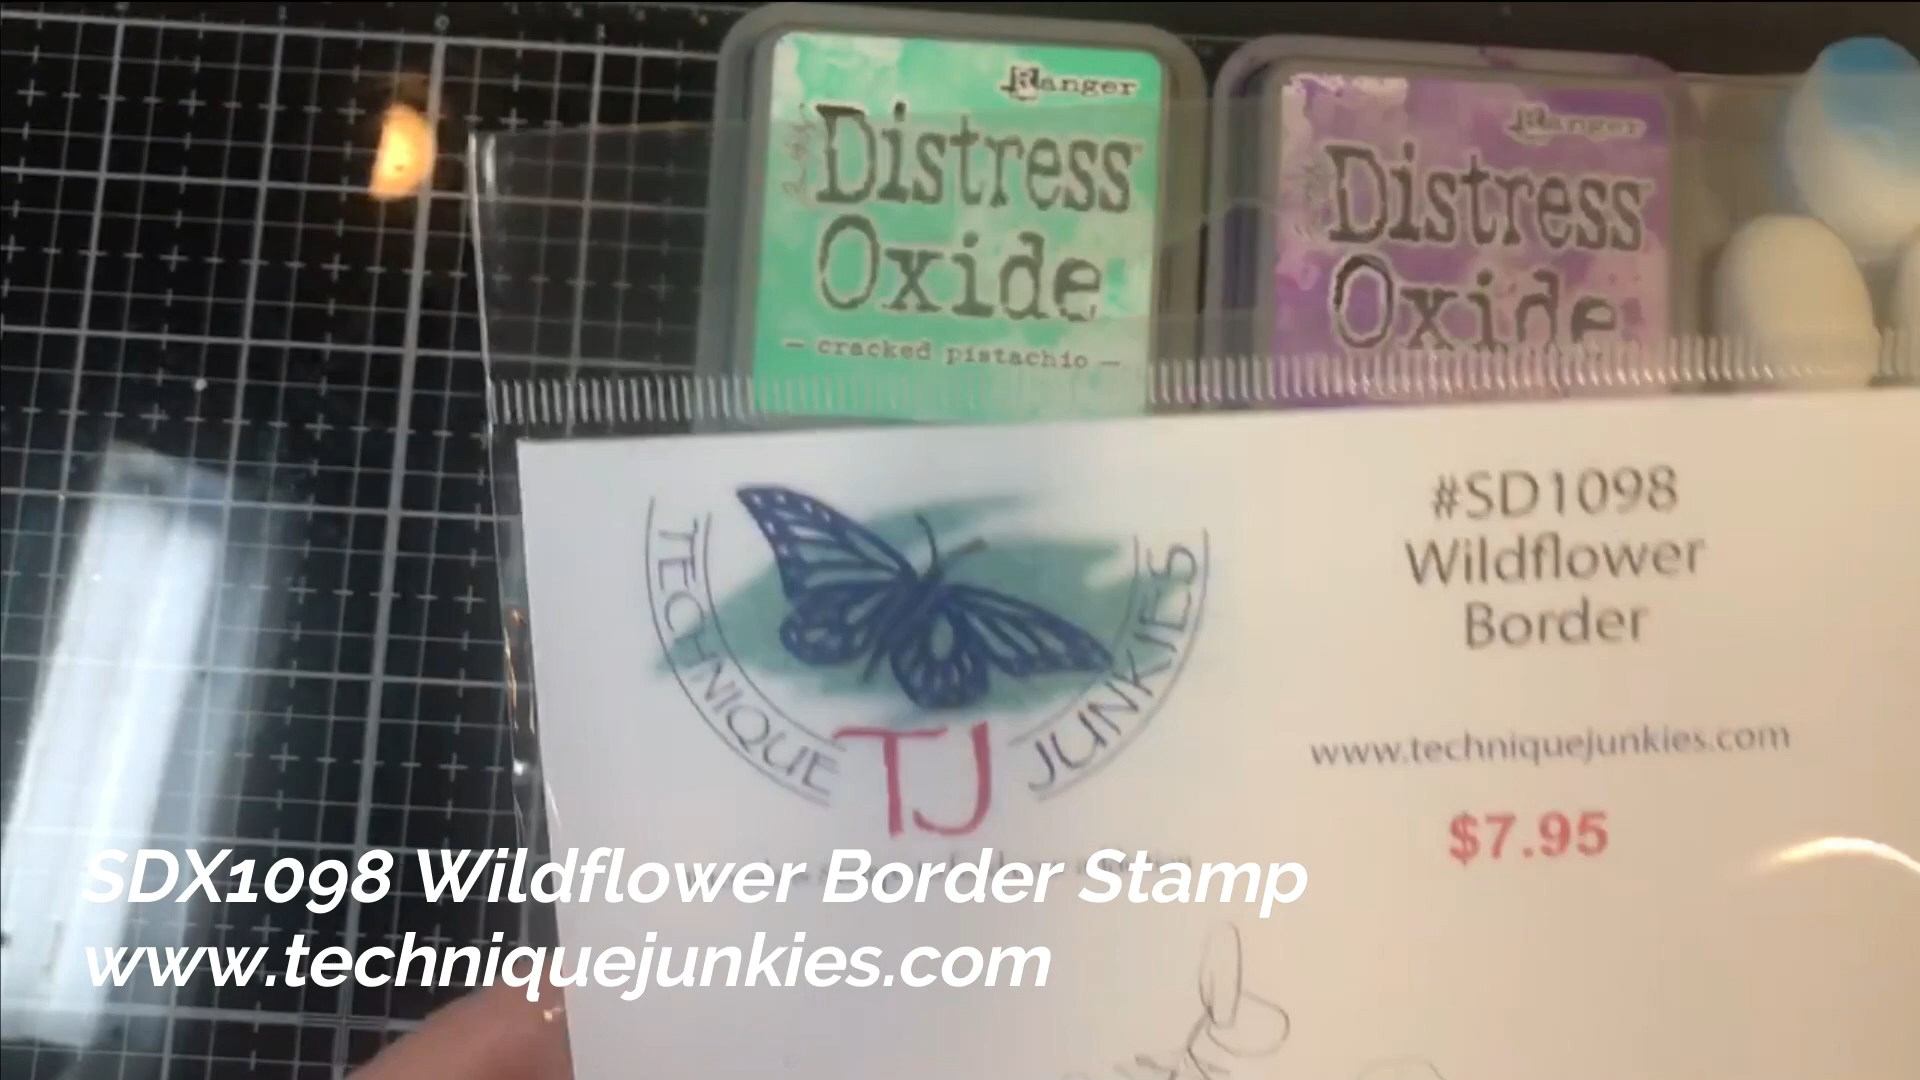 Ranger
Distress
Oxide
— cracked pistachio —
Ranger
Distress
Oxide
TECHNIQUE
TJ
JUNKIES
#SD1098
Wildflower
Border
www.techniquejunkies.com
$7.95
SDX1098 Wildflower Border Stamp
www.techniquejunkies.com